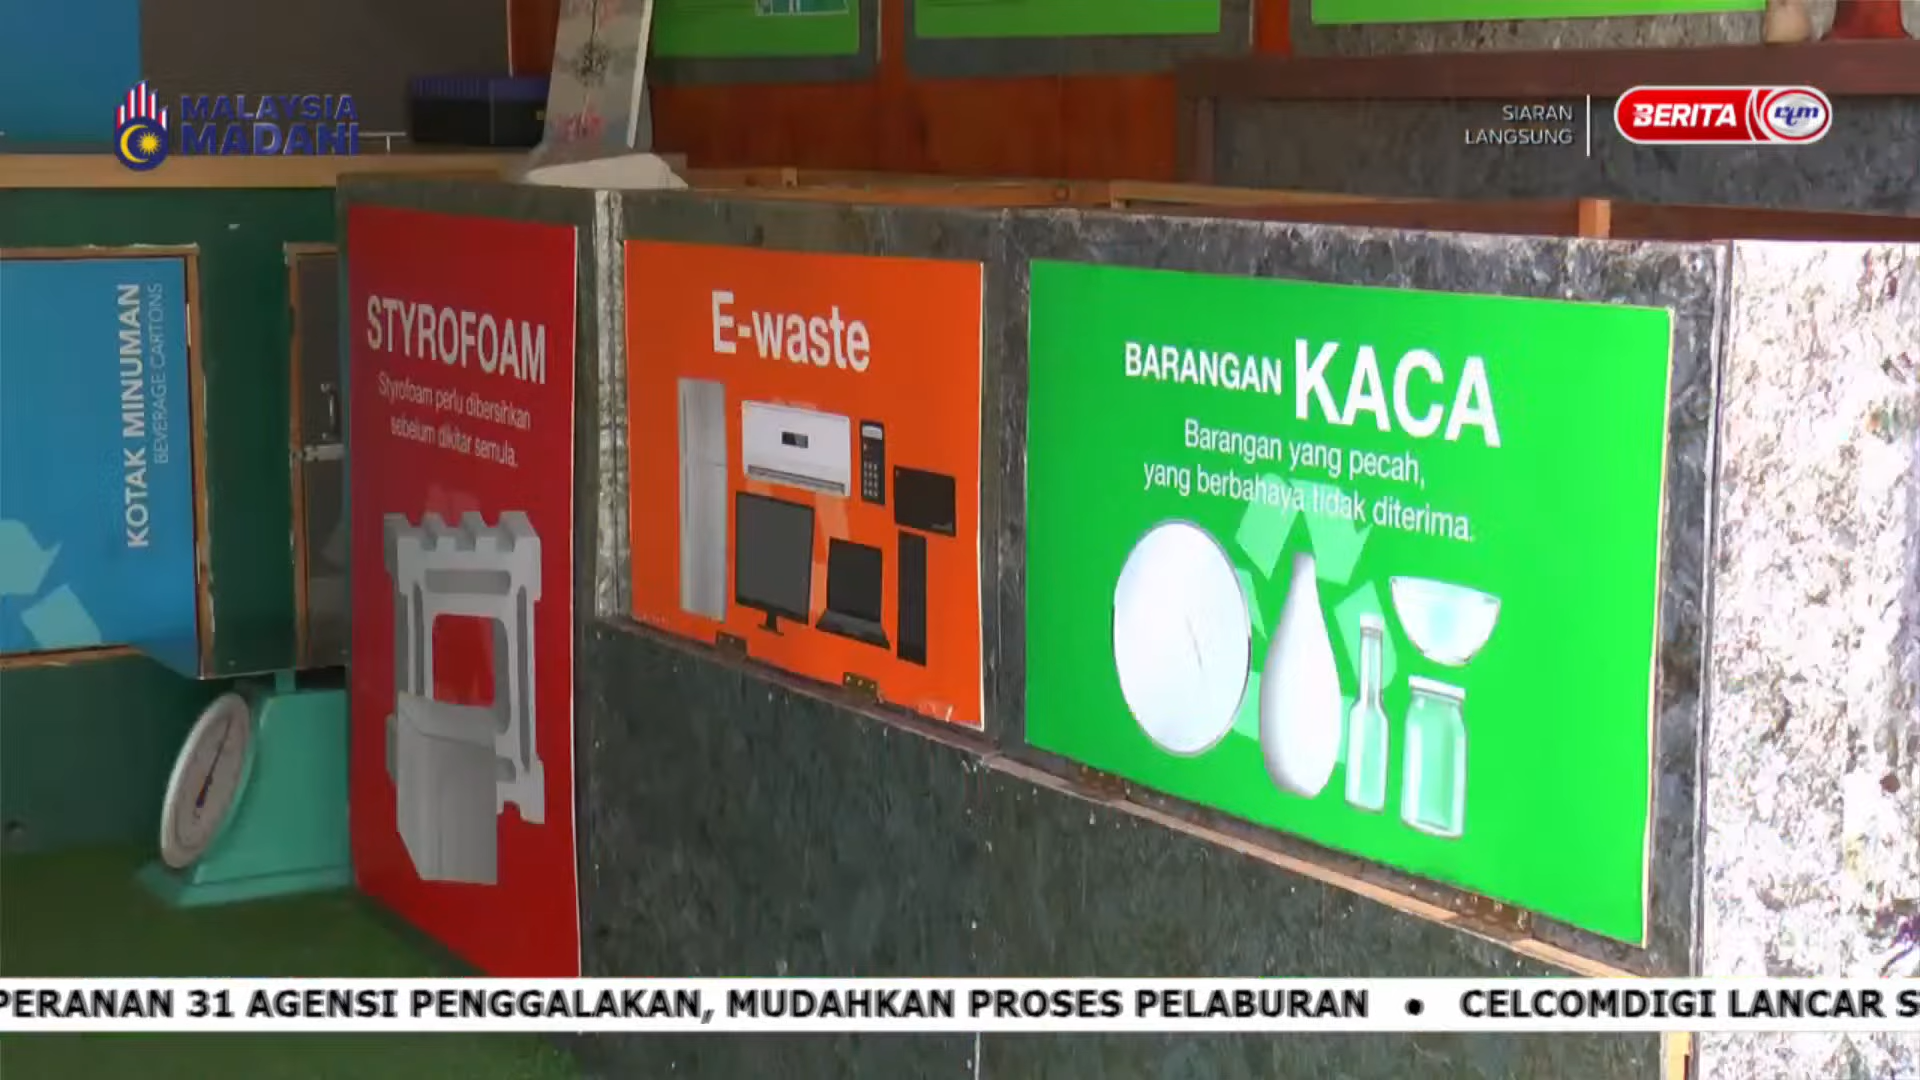 MALAYSIA
MADANI
SIARAN
LANGSUNG
BERITA
rtm
KOTAK MINUMAN
BEVERAGE CARTONS
STYROFOAM
Styrofoam perlu dibersihkan
sebelum dikitar semula.
E-waste
BARANGAN KACA
Barangan yang pecah,
yang berbahaya tidak diterima.
PERANAN 31 AGENSI PENGGALAKAN, MUDAHKAN PROSES PELABURAN • CELCOMDIGI LANCAR S